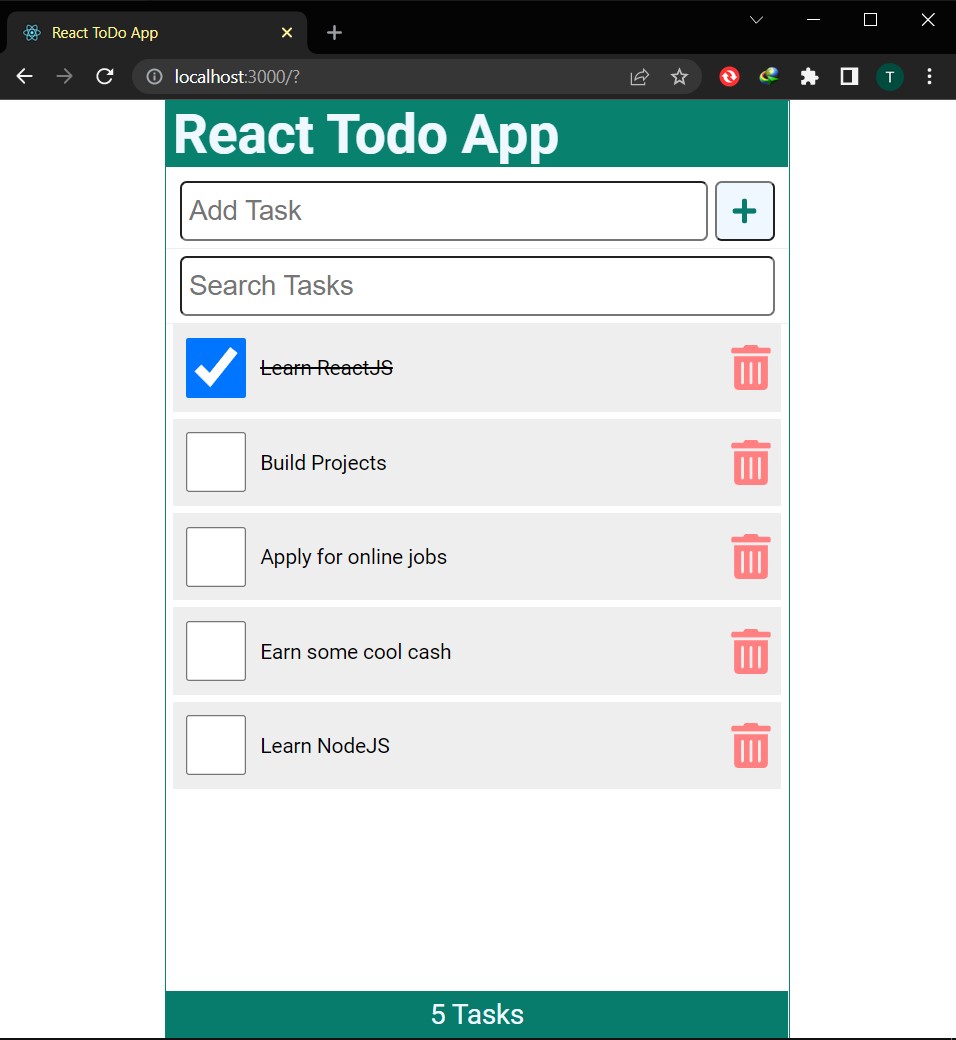 React ToDo App
localhost:3000/?
T
React Todo App
Add Task
Search Tasks
Learn ReactJS
Build Projects
Apply for online jobs
Earn some cool cash
Learn NodeJS
5 Tasks